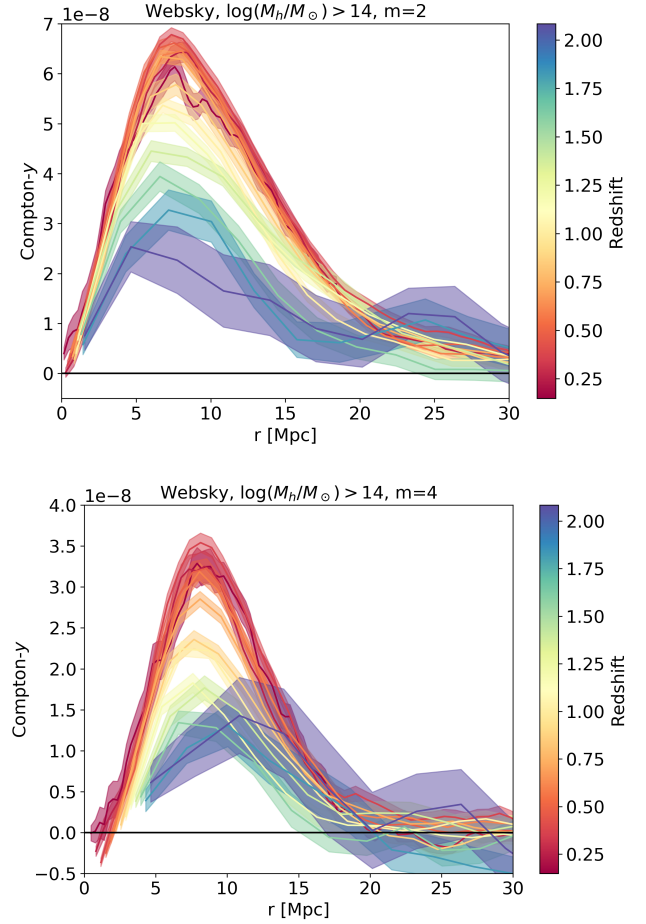 Websky, log(M_h/M_⊙) > 14, m=2
1e−8
7
6
5
4
3
2
1
0
Compton-y
0 5 10 15 20 25 30
r [Mpc]
2.00
1.75
1.50
1.25
1.00
0.75
0.50
0.25
Redshift
Websky, log(M_h/M_⊙) > 14, m=4
1e−8
4.0
3.5
3.0
2.5
2.0
1.5
1.0
0.5
0.0
−0.5
Compton-y
0 5 10 15 20 25 30
r [Mpc]
2.00
1.75
1.50
1.25
1.00
0.75
0.50
0.25
Redshift